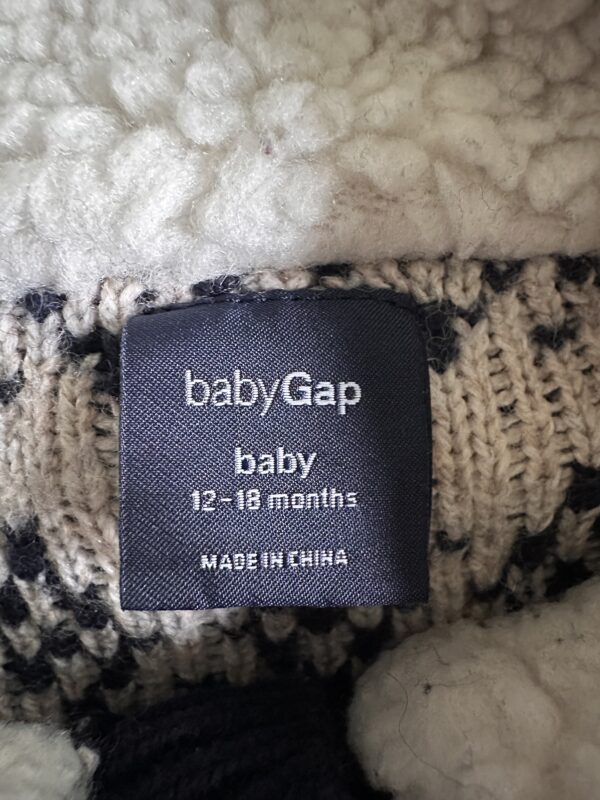 babyGap
baby
12-18 months
MADE IN CHINA